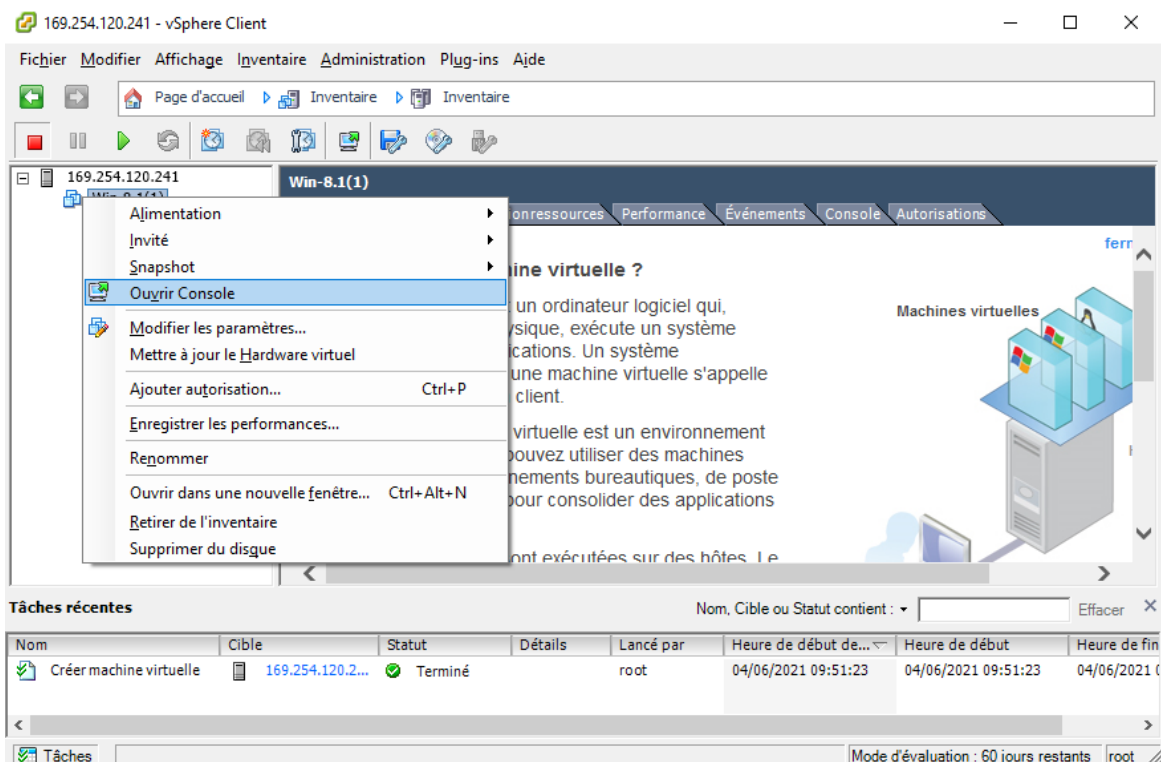 169.254.120.241 - vSphere Client
Fichier Modifier Affichage Inventaire Administration Plug-ins Aide
Page d'accueil Inventaire Inventaire
169.254.120.241
Win-8.1(1)
Win-8.1(1)
onressources Performance Événements Console Autorisations
Alimentation
Invité
Snapshot
Ouvrir Console
Modifier les paramètres...
Mettre à jour le Hardware virtuel
Ajouter autorisation... Ctrl+P
Enregistrer les performances...
Renommer
Ouvrir dans une nouvelle fenêtre... Ctrl+Alt+N
Retirer de l'inventaire
Supprimer du disque
ine virtuelle ?
un ordinateur logiciel qui,
ysique, exécute un système
ications. Un système
une machine virtuelle s'appelle
client.
virtuelle est un environnement
pouvez utiliser des machines
nements bureautiques, de poste
pour consolider des applications
ont exécutées sur des hôtes. Le
Machines virtuelles
Tâches récentes
Nom, Cible ou Statut contient : Effacer
Nom Cible Statut Détails Lancé par Heure de début de... Heure de début Heure de fin
Créer machine virtuelle 169.254.120.2... Terminé root 04/06/2021 09:51:23 04/06/2021 09:51:23 04/06/2021
Tâches
Mode d'évaluation : 60 jours restants root